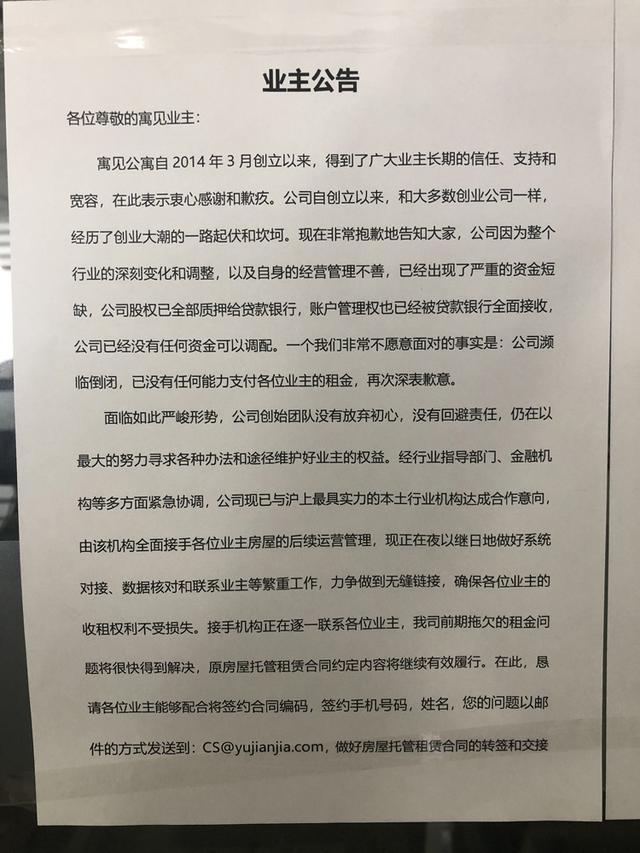 业主公告
各位尊敬的寓见业主：
寓见公寓自 2014 年 3 月创立以来，得到了广大业主长期的信任、支持和
宽容，在此表示衷心感谢和歉疚。公司自创立以来，和大多数创业公司一样，
经历了创业大潮的一路起伏和坎坷。现在非常抱歉地告知大家，公司因为整个
行业的深刻变化和调整，以及自身的经营管理不善，已经出现了严重的资金短
缺，公司股权已全部质押给贷款银行，账户管理权也已经被贷款银行全面接收，
公司已经没有任何资金可以调配。一个我们非常不愿意面对的事实是：公司濒
临倒闭，已没有任何能力支付各位业主的租金，再次深表歉意。
面临如此严峻形势，公司创始团队没有放弃初心，没有回避责任，仍在以
最大的努力寻求各种办法和途径维护好业主的权益。经行业指导部门、金融机
构等多方面紧急协调，公司现已与沪上最具实力的本土行业机构达成合作意向，
由该机构全面接手各位业主房屋的后续运营管理，现正在夜以继日地做好系统
对接、数据核对和联系业主等繁重工作，力争做到无缝链接，确保各位业主的
收租权利不受损失。接手机构正在逐一联系各位业主，我司前期拖欠的租金问
题将很快得到解决，原房屋托管租赁合同约定内容将继续有效履行。在此，恳
请各位业主能够配合将签约合同编码，签约手机号码，姓名，您的问题以邮
件的方式发送到：CS@yujianjia.com，做好房屋托管租赁合同的转签和交接